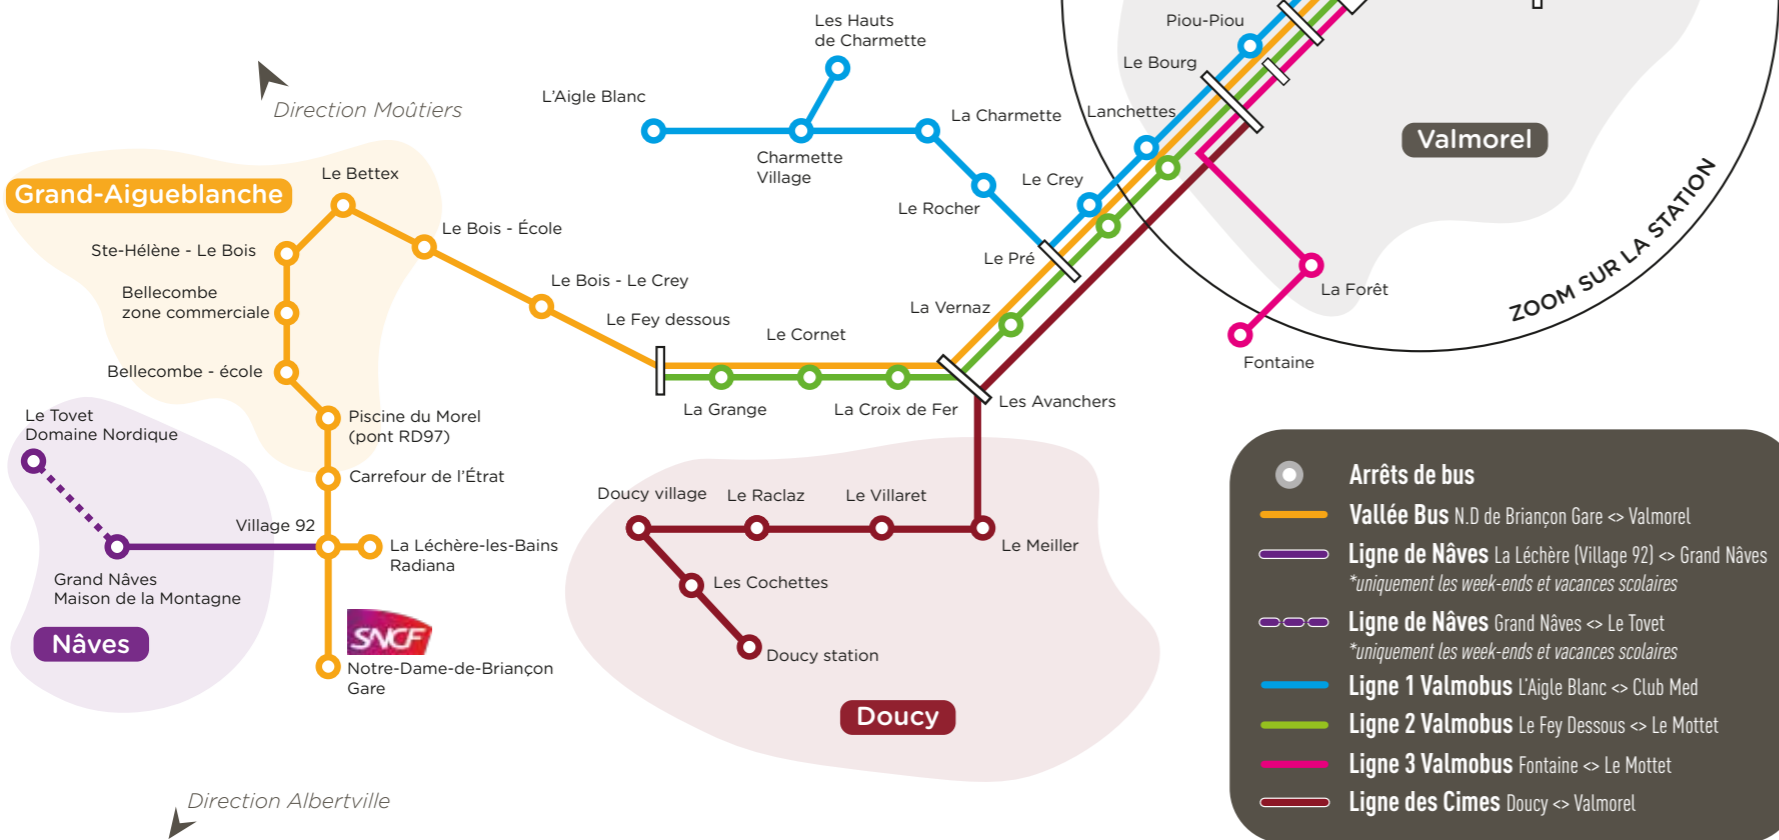 Piou-Piou
Les Hauts
de Charmette
Le Bourg
L'Aigle Blanc
Direction Moûtiers
La Charmette
Lanchettes
Valmorel
Charmette
Village
Le Bettex
Grand-Aigueblanche
Le Crey
Le Rocher
Le Bois - École
Ste-Hélène - Le Bois
Le Pré
ZOOM SUR LA STATION
Le Bois - Le Crey
Bellecombe
zone commerciale
La Forêt
La Vernaz
Le Fey dessous
Le Cornet
Fontaine
Bellecombe - école
La Grange
La Croix de Fer
Les Avanchers
Le Tovet
Domaine Nordique
Piscine du Morel
(pont RD97)
Carrefour de l'Étrat
Doucy village
Le Raclaz
Le Villaret
Village 92
La Léchère-les-Bains
Radiana
Le Meiller
Grand Nâves
Maison de la Montagne
Les Cochettes
Nâves
SNCF
Notre-Dame-de-Briançon
Gare
Doucy station
Doucy
Direction Albertville
Arrêts de bus
Vallée Bus N.D de Briançon Gare <> Valmorel
Ligne de Nâves La Léchère (Village 92) <> Grand Nâves
*uniquement les week-ends et vacances scolaires
Ligne de Nâves Grand Nâves <> Le Tovet
*uniquement les week-ends et vacances scolaires
Ligne 1 Valmobus L'Aigle Blanc <> Club Med
Ligne 2 Valmobus Le Fey Dessous <> Le Mottet
Ligne 3 Valmobus Fontaine <> Le Mottet
Ligne des Cimes Doucy <> Valmorel